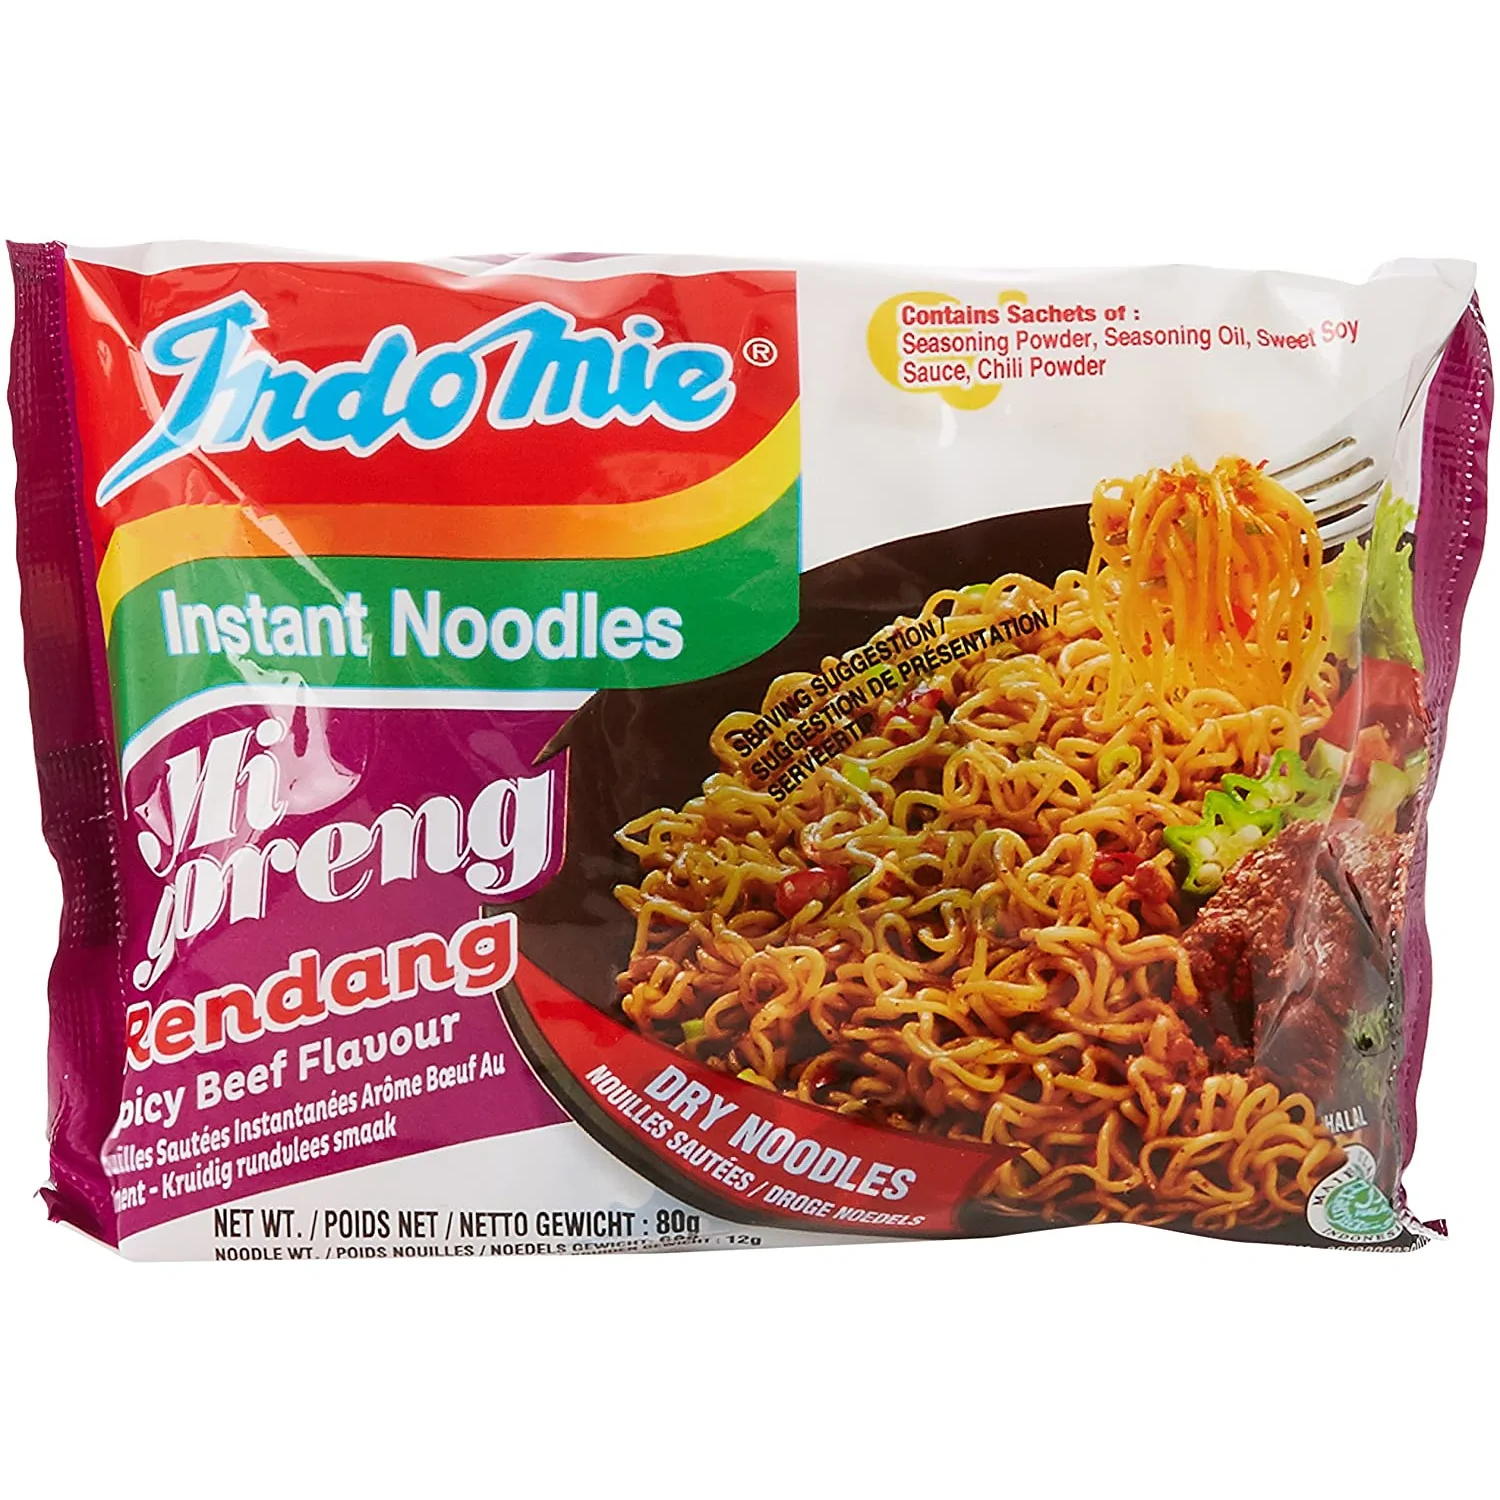 IndoMie ®
Contains Sachets of :
Seasoning Powder, Seasoning Oil, Sweet Soy
Sauce, Chili Powder
Instant Noodles
SERVING SUGGESTION /
SUGGESTION DE PRÉSENTATION /
Mi
goreng
Rendang
picy Beef Flavour
illes Sautées Instantanées Arôme Bœuf Au
ment - Kruidig rundvlees smaak
DRY NOODLES
NOUILLES SAUTÉES / DROGE NOEDELS
HALAL
NET WT. / POIDS NET / NETTO GEWICHT : 80g
NOODLE WT. / POIDS NOUILLES / NOEDELS GEWICHT
: 12g